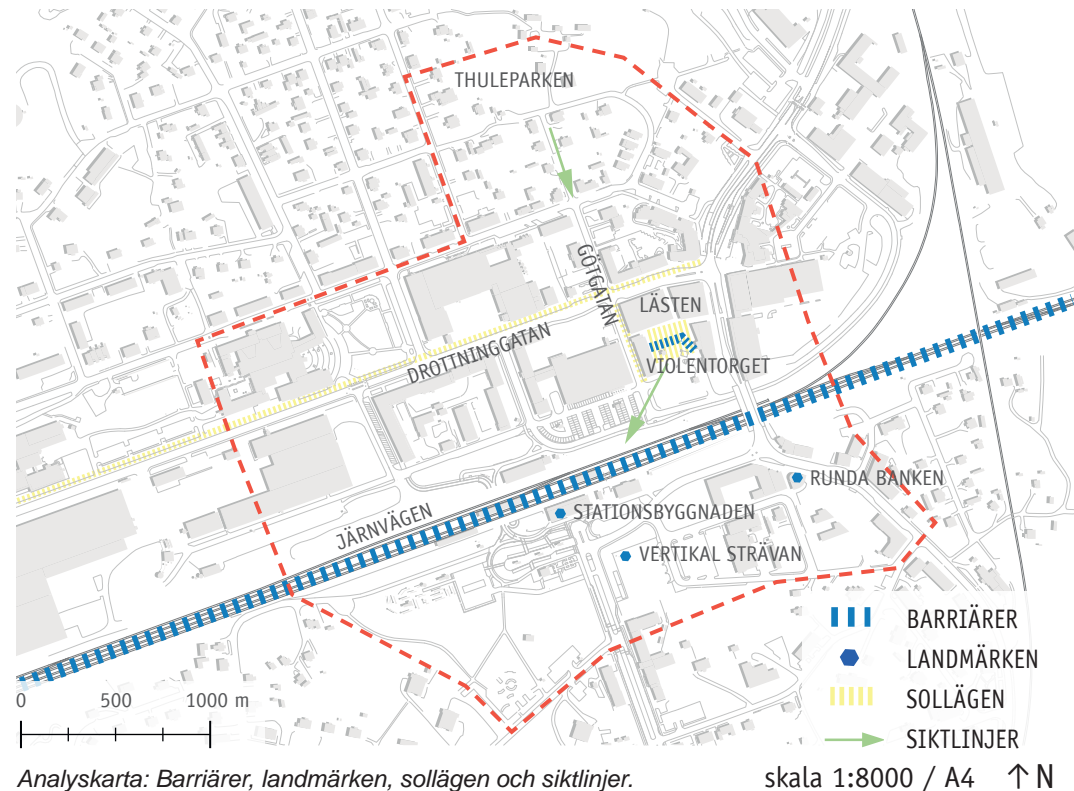 THULEPARKEN
GÖTGATAN
LÄSTEN
DROTTNINGGATAN
VIOLENTORGET
RUNDA BANKEN
STATIONSBYGGNADEN
JÄRNVÄGEN
VERTIKAL STRÄVAN
BARRIÄRER
LANDMÄRKEN
SOLLÄGEN
SIKTLINJER
0 500 1000 m
Analyskarta: Barriärer, landmärken, sollägen och siktlinjer.
skala 1:8000 / A4 ↑ N